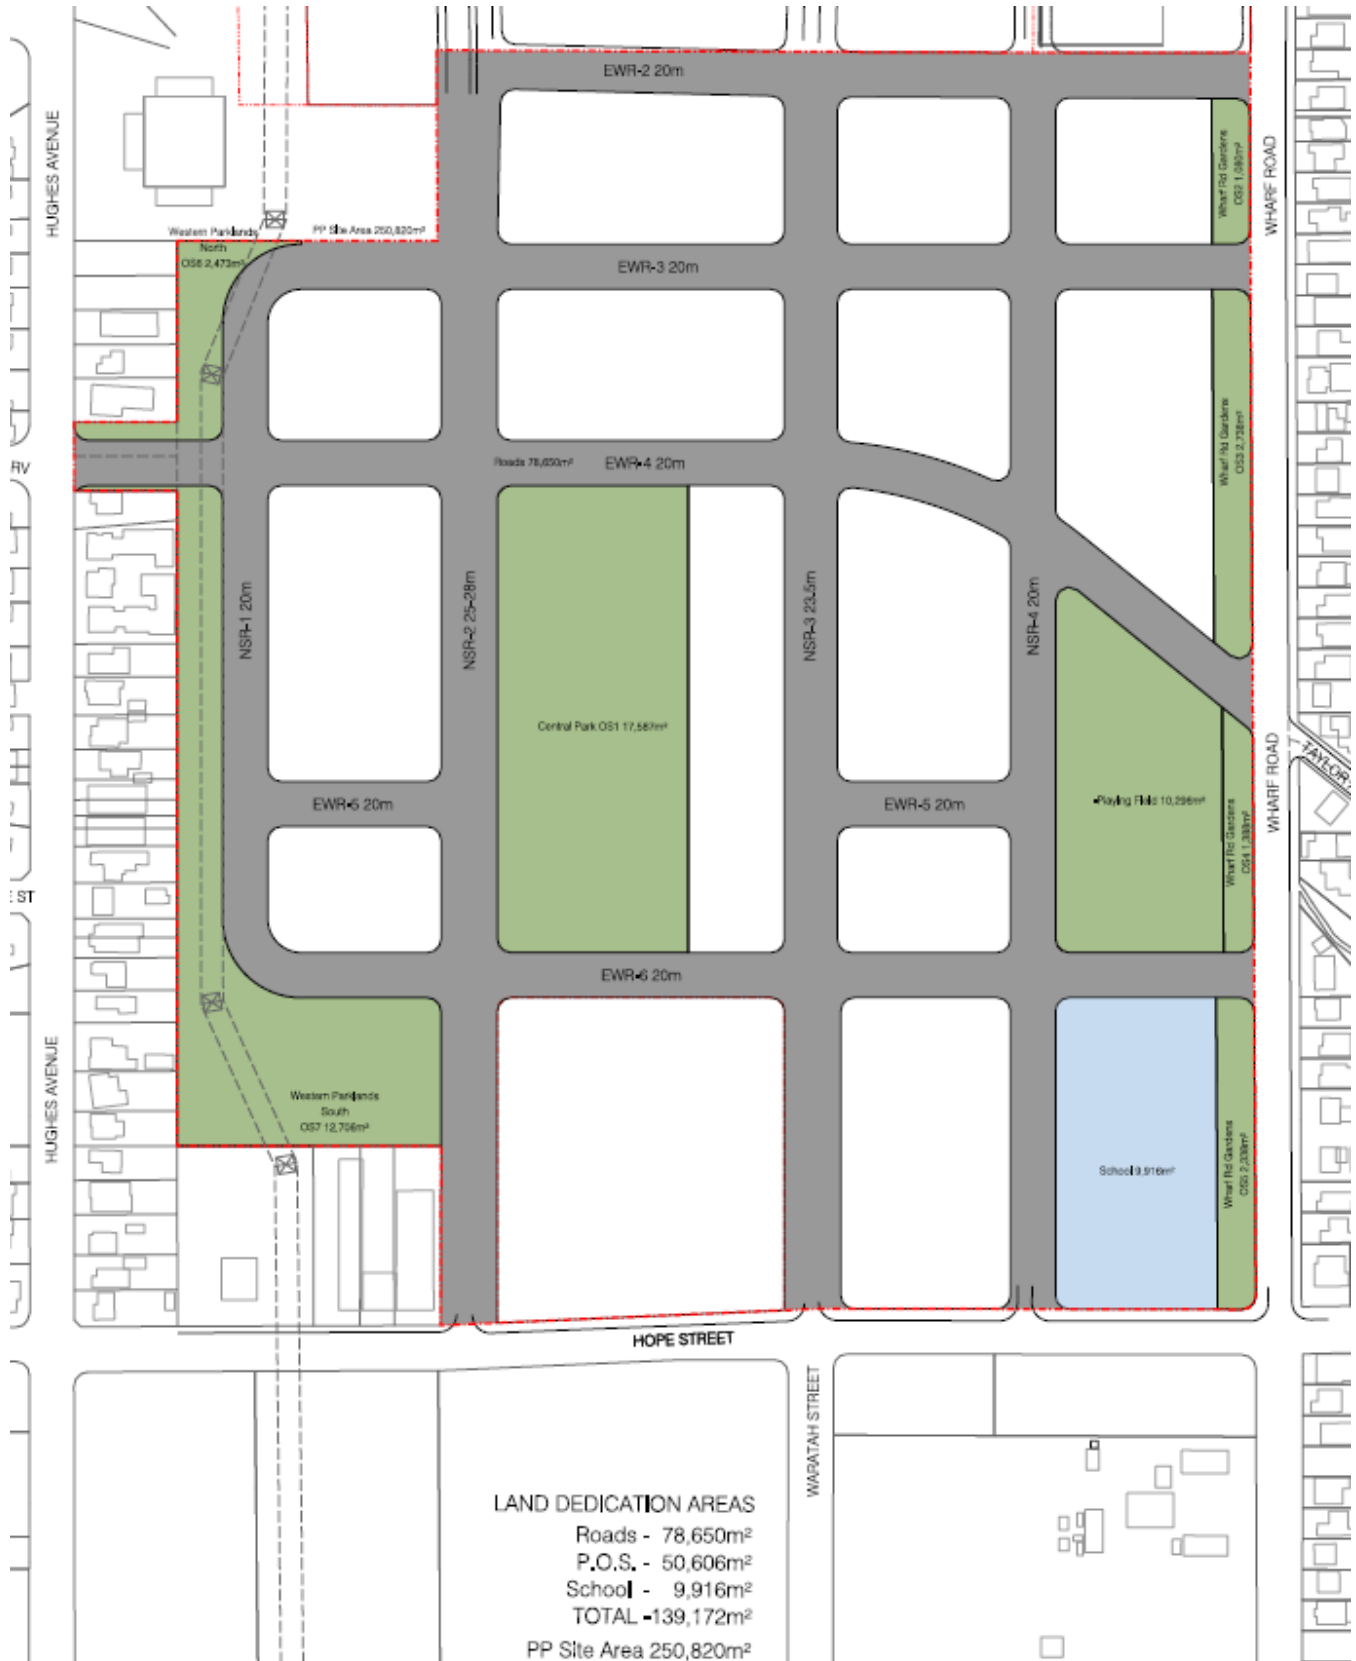 EWR-2 20m
HUGHES AVENUE
Wharf Rd Gardens
OS2 1,080m²
WHARF ROAD
Western Parklands
North
OS6 2,473m²
PP Site Area 250,820m²
EWR-3 20m
Wharf Rd Gardens
OS3 2,738m²
RV
Roads 78,650m²
EWR-4 20m
NSR-1 20m
NSR-2 25-28m
NSR-3 23.5m
NSR-4 20m
Central Park OS1 17,587m²
WHARF ROAD
TAYLOR
EWR-5 20m
EWR-5 20m
Playing Field 10,296m²
Wharf Rd Gardens
OS4 1,388m²
E ST
EWR-6 20m
HUGHES AVENUE
Western Parklands
South
OS7 12,706m²
School 9,916m²
Wharf Rd Gardens
HOPE STREET
WARATAH STREET
LAND DEDICATION AREAS
Roads - 78,650m²
P.O.S. - 50,606m²
School - 9,916m²
TOTAL -139,172m²
PP Site Area 250,820m²